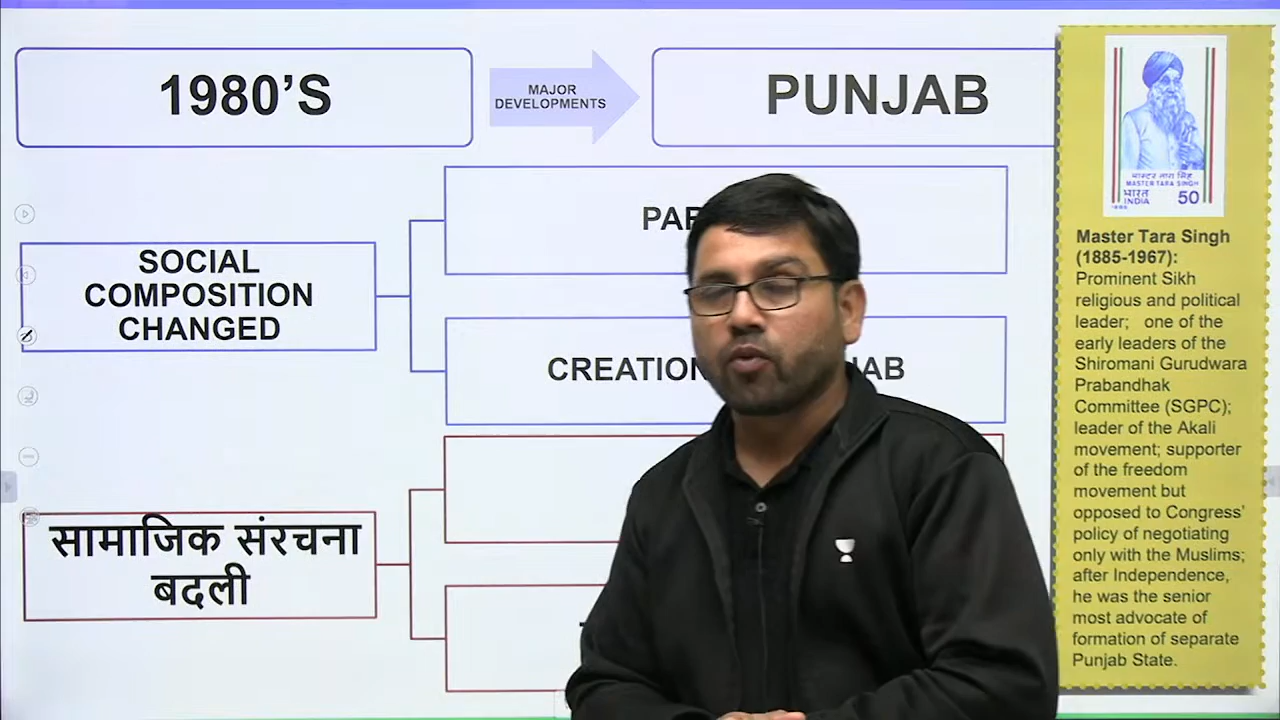 1980'S
MAJOR
DEVELOPMENTS
PUNJAB
SOCIAL
COMPOSITION
CHANGED
सामाजिक संरचना
बदली
मास्टर तारा सिंह
MASTER TARA SINGH
भारत
INDIA
50
Master Tara Singh
(1885-1967):
Prominent Sikh
religious and political
leader; one of the
early leaders of the
Shiromani Gurudwara
Prabandhak
Committee (SGPC);
leader of the Akali
movement; supporter
of the freedom
movement but
opposed to Congress’
policy of negotiating
only with the Muslims;
after Independence,
he was the senior
most advocate of
formation of separate
Punjab State.